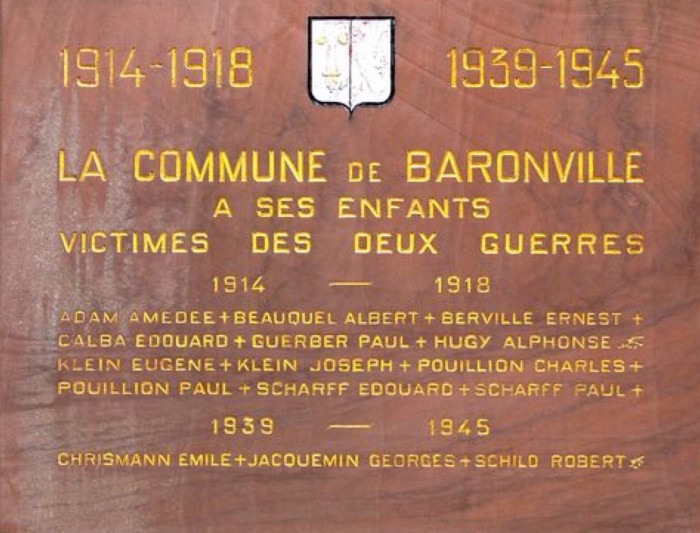 1914-1918 1939-1945
LA COMMUNE DE BARONVILLE
A SES ENFANTS
VICTIMES DES DEUX GUERRES
1914 — 1918
ADAM AMEDEE+BEAUQUEL ALBERT+BERVILLE ERNEST+
CALBA EDOUARD+GUERBER PAUL+HUGY ALPHONSE
KLEIN EUGENE+KLEIN JOSEPH+POUILLION CHARLES+
POUILLION PAUL+SCHARFF EDOUARD+SCHARFF PAUL+
1939 — 1945
CHRISMANN EMILE+JACQUEMIN GEORGES+SCHILD ROBERT